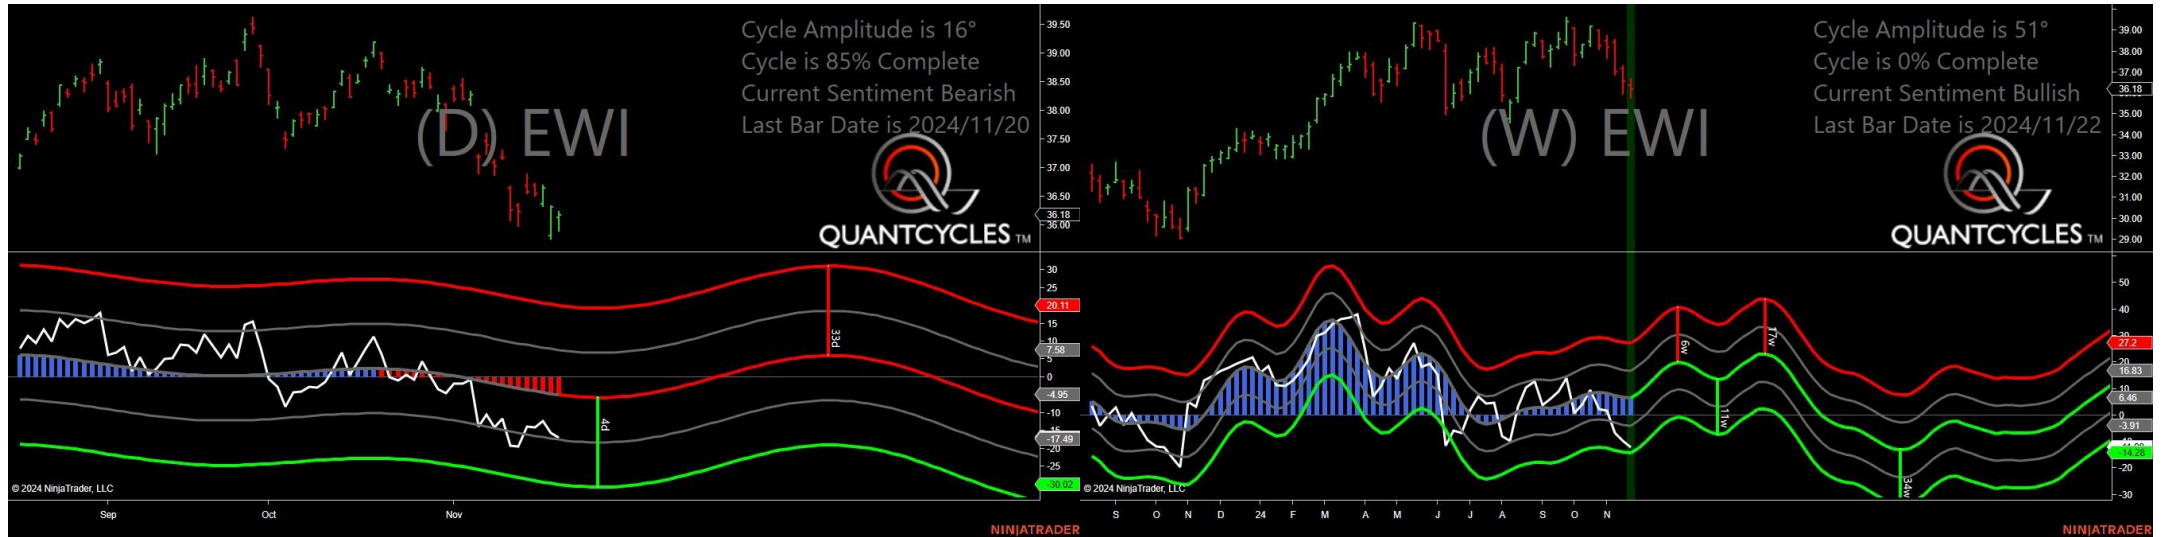 Cycle Amplitude is 16°
Cycle is 85% Complete
Current Sentiment Bearish
Last Bar Date is 2024/11/20
(D) EWI
QUANTCYCLES TM
39.50
39.00
38.50
38.00
37.50
37.00
36.50
36.18
36.00
30
25
20.11
15
10
7.58
5
0
-4.95
-10
-15
-17.49
-20
-25
-30.02
33d
4d
© 2024 NinjaTrader, LLC
Sep
Oct
Nov
NINJATRADER
Cycle Amplitude is 51°
Cycle is 0% Complete
Current Sentiment Bullish
Last Bar Date is 2024/11/22
(W) EWI
QUANTCYCLES TM
39.00
38.00
37.00
36.18
35.00
34.00
33.00
32.00
31.00
30.00
29.00
50
40
30
27.2
20
16.83
10
6.46
0
-3.91
-14.28
-20
-30
6w
17w
11w
34w
© 2024 NinjaTrader, LLC
S O N D 24 F M A M J J A S O N
NINJATRADER